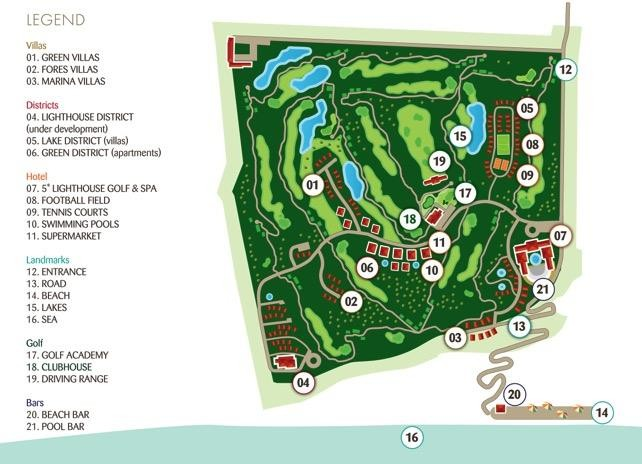 LEGEND
Villas
01. GREEN VILLAS
02. FORES VILLAS
03. MARINA VILLAS
Districts
04. LIGHTHOUSE DISTRICT
(under development)
05. LAKE DISTRICT (villas)
06. GREEN DISTRICT (apartments)
Hotel
07. 5* LIGHTHOUSE GOLF & SPA
08. FOOTBALL FIELD
09. TENNIS COURTS
10. SWIMMING POOLS
11. SUPERMARKET
Landmarks
12. ENTRANCE
13. ROAD
14. BEACH
15. LAKES
16. SEA
Golf
17. GOLF ACADEMY
18. CLUBHOUSE
19. DRIVING RANGE
Bars
20. BEACH BAR
21. POOL BAR
12
05
15
08
19
09
01
17
18
07
11
06
10
21
02
13
03
04
20
14
16